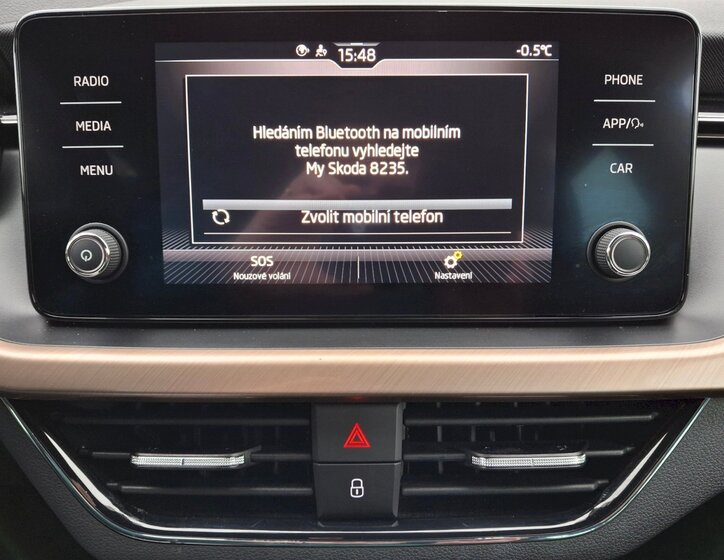 15:48
-0.5°C
RADIO
MEDIA
MENU
Hledáním Bluetooth na mobilním
telefonu vyhledejte
My Skoda 8235.
Zvolit mobilní telefon
SOS
Nouzové volání
Nastavení
PHONE
APP/
CAR